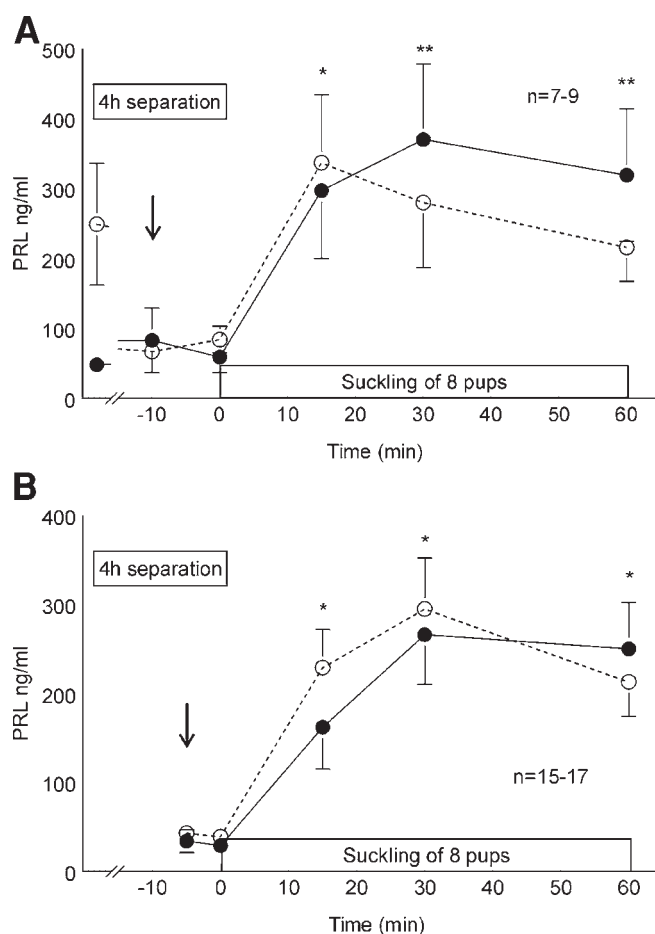 A
500
**
*
**
4h separation
n=7-9
400
300
PRL ng/ml
200
100
Suckling of 8 pups
0
-10 0 10 20 30 40 50 60
Time (min)
B
400
*
4h separation
*
*
300
PRL ng/ml
200
n=15-17
100
Suckling of 8 pups
0
-10 0 10 20 30 40 50 60
Time (min)